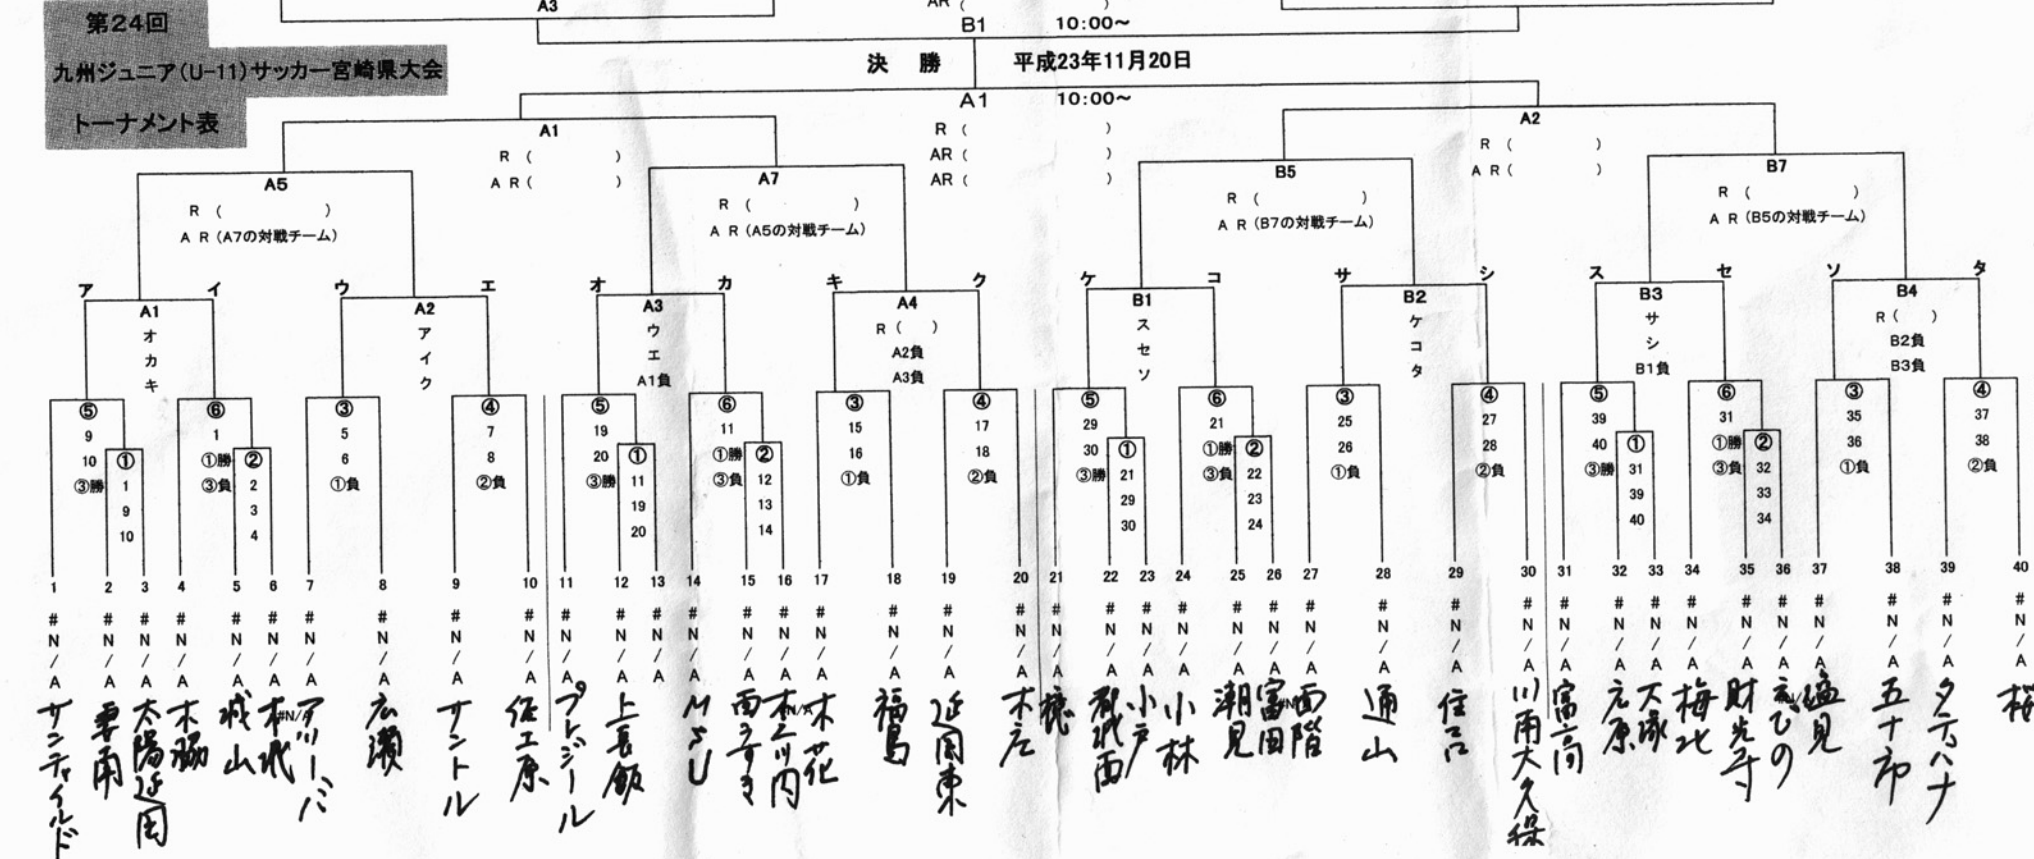 A3
AR (　　)
B1　10:00～
第24回
九州ジュニア(U-11)サッカー宮崎県大会
トーナメント表
決　勝　平成23年11月20日
A1　10:00～
R (　　)
AR (　　)
AR (　　)
A1
R (　　)
A R (　　)
A2
R (　　)
A R (　　)
A5
R (　　)
A R (A7の対戦チーム)
A7
R (　　)
A R (A5の対戦チーム)
B5
R (　　)
A R (B7の対戦チーム)
B7
R (　　)
A R (B5の対戦チーム)
ア イ ウ エ オ カ キ ク ケ コ サ シ ス セ ソ タ
A1 オ カ キ
A2 ア イ ク
A3 ウ エ A1負
A4 R (　) A2負 A3負
B1 ス セ ソ
B2 ケ コ タ
B3 サ シ B1負
B4 R (　) B2負 B3負
⑤ 9 10 ③勝
① 1 9 10
⑥ 1 ①勝 ③負
② 2 3 4
③ 5 6 ①負
④ 7 8 ②負
⑤ 19 20 ③勝
① 11 19 20
⑥ 11 ①勝 ③負
② 12 13 14
③ 15 16 ①負
④ 17 18 ②負
⑤ 29 30 ③勝
① 21 29 30
⑥ 21 ①勝 ③負
② 22 23 24
③ 25 26 ①負
④ 27 28 ②負
⑤ 39 40 ③勝
① 31 39 40
⑥ 31 ①勝 ③負
② 32 33 34
③ 35 36 ①負
④ 37 38 ②負
1 #N/A サンチャイルド
2 #N/A
3 #N/A 太陽延岡
4 #N/A 木脇
5 #N/A 城山
6 #N/A #N/A
7 #N/A アリーバ
8 #N/A 広瀬
9 #N/A サントル
10 #N/A
11 #N/A プレジール
12 #N/A 上長飯
13 #N/A
14 #N/A MSU
15 #N/A 西うすき
16 #N/A 木之川内 N/A
17 #N/A 木花
18 #N/A 福島
19 #N/A 延岡東
20 #N/A 本庄
21 #N/A 穂
22 #N/A 都城西
23 #N/A 小戸
24 #N/A 小林
25 #N/A 潮見
26 #N/A 富田
27 #N/A 西階
28 #N/A 通山
29 #N/A 住吉
30 #N/A 川南大久保
31 #N/A 富高
32 #N/A
33 #N/A 大塚
34 #N/A 梅北
35 #N/A 財光寺
36 #N/A えびの
37 #N/A 塩見
38 #N/A 五十市
39 #N/A タチバナ
40 #N/A 桜